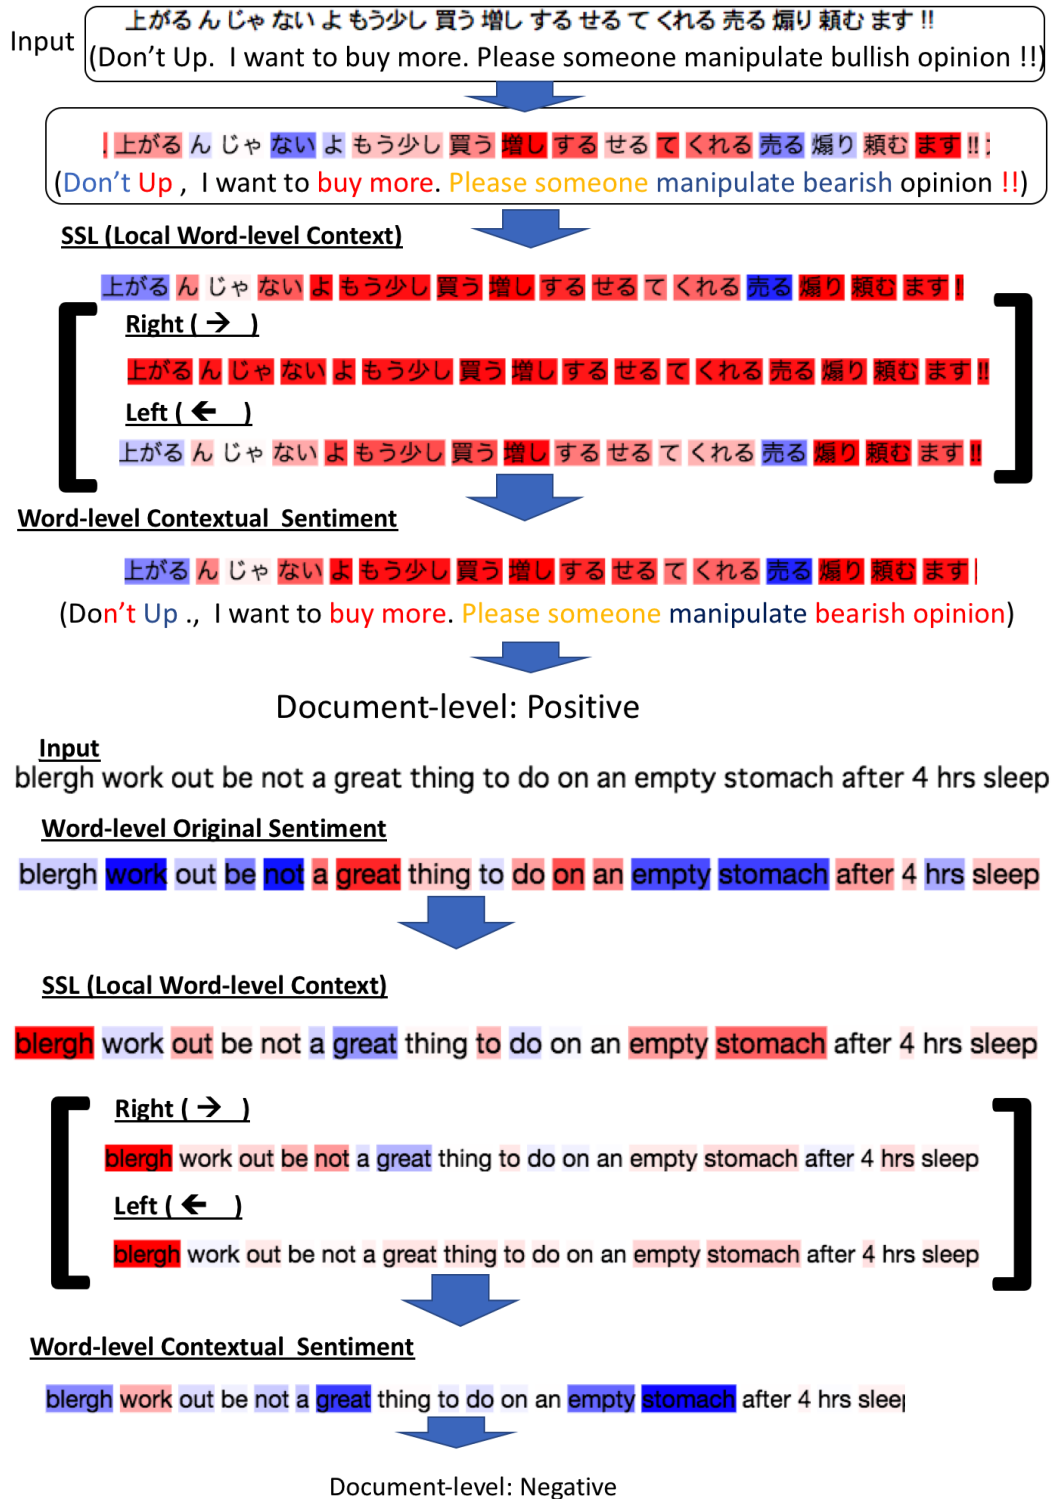 上がる ん じゃ ない よ もう少し 買う 増し する せる て くれる 売る 煽り 頼む ます !!
Input
(Don't Up. I want to buy more. Please someone manipulate bullish opinion !!)
上がる ん じゃ ない よ もう少し 買う 増し する せる て くれる 売る 煽り 頼む ます !!
(Don't Up , I want to buy more. Please someone manipulate bearish opinion !!)
SSL (Local Word-level Context)
上がる ん じゃ ない よ もう少し 買う 増し する せる て くれる 売る 煽り 頼む ます !
Right ( → )
上がる ん じゃ ない よ もう少し 買う 増し する せる て くれる 売る 煽り 頼む ます !!
Left ( ← )
上がる ん じゃ ない よ もう少し 買う 増し する せる て くれる 売る 煽り 頼む ます !!
Word-level Contextual Sentiment
上がる ん じゃ ない よ もう少し 買う 増し する せる て くれる 売る 煽り 頼む ます
(Don't Up ., I want to buy more. Please someone manipulate bearish opinion)
Document-level: Positive
Input
blergh work out be not a great thing to do on an empty stomach after 4 hrs sleep
Word-level Original Sentiment
blergh work out be not a great thing to do on an empty stomach after 4 hrs sleep
SSL (Local Word-level Context)
blergh work out be not a great thing to do on an empty stomach after 4 hrs sleep
Right ( → )
blergh work out be not a great thing to do on an empty stomach after 4 hrs sleep
Left ( ← )
blergh work out be not a great thing to do on an empty stomach after 4 hrs sleep
Word-level Contextual Sentiment
blergh work out be not a great thing to do on an empty stomach after 4 hrs sleep
Document-level: Negative